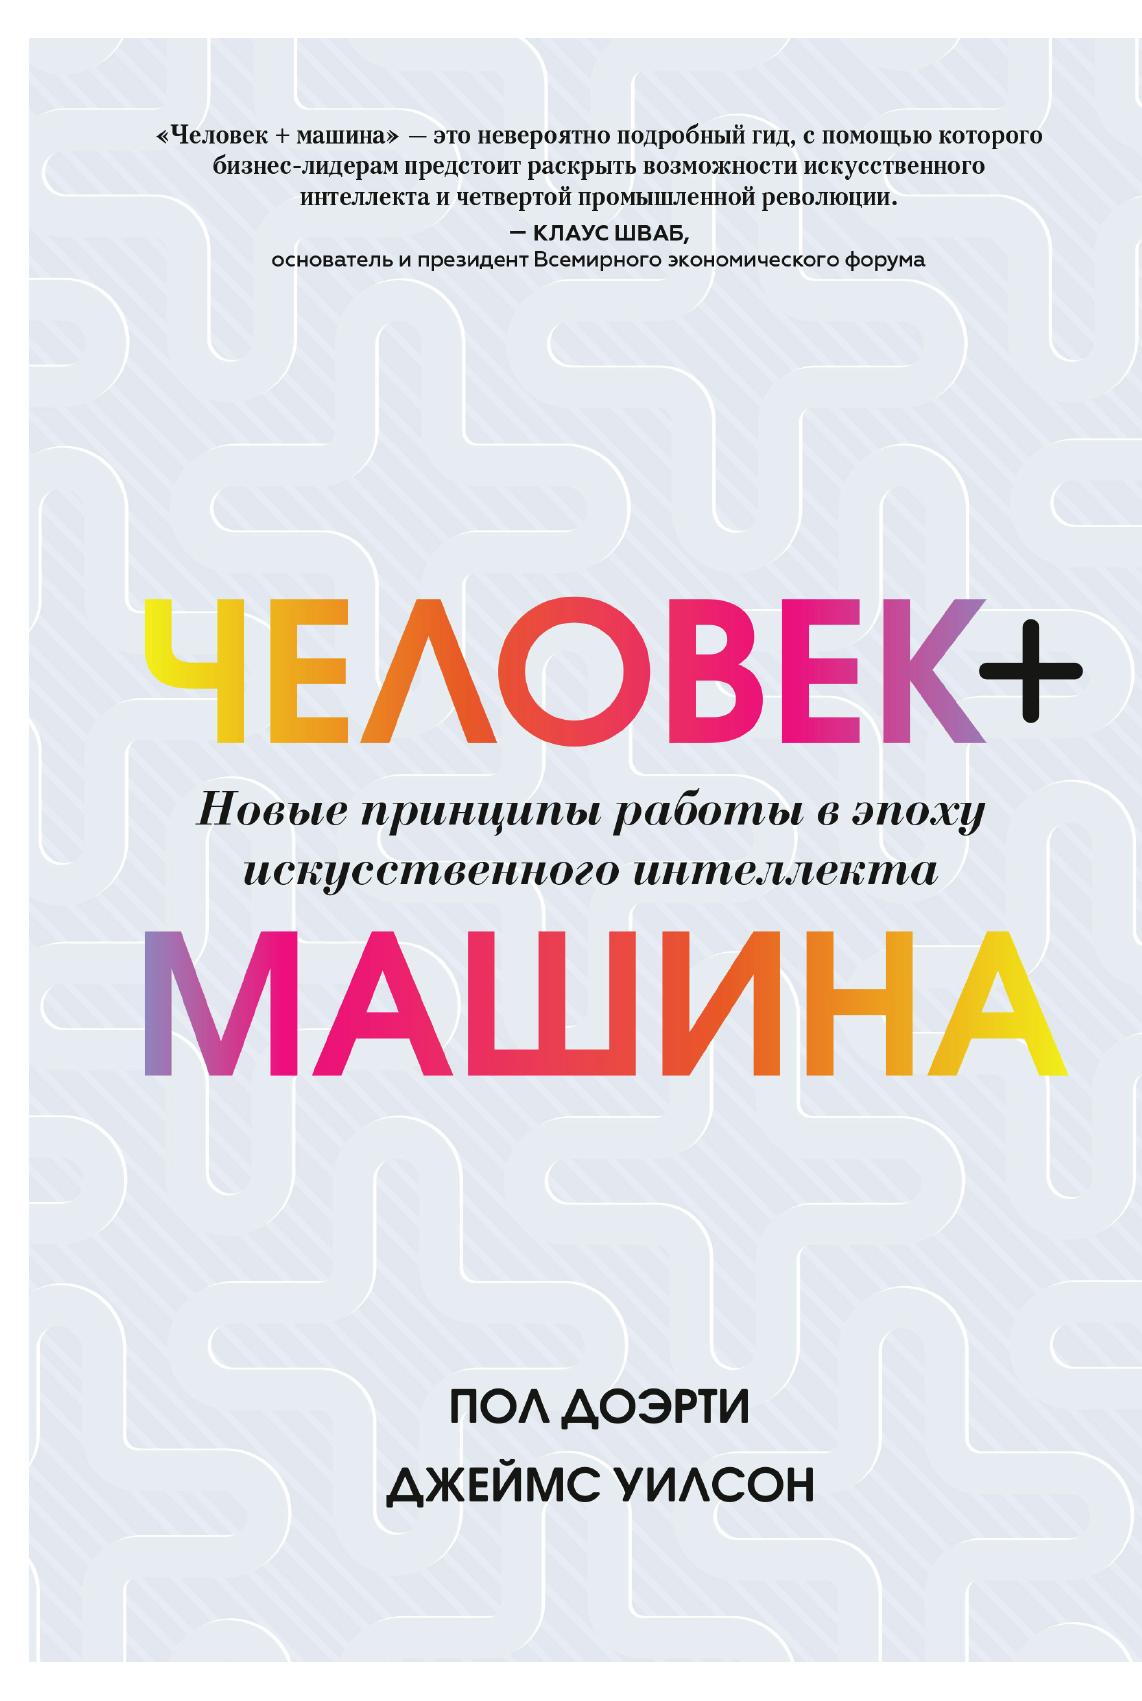 «Человек + машина» — это невероятно подробный гид, с помощью которого
бизнес-лидерам предстоит раскрыть возможности искусственного
интеллекта и четвертой промышленной революции.
— КЛАУС ШВАБ,
основатель и президент Всемирного экономического форума
ЧЕЛОВЕК+
Новые принципы работы в эпоху
искусственного интеллекта
МАШИНА
ПОЛ ДОЭРТИ
ДЖЕЙМС УИЛСОН